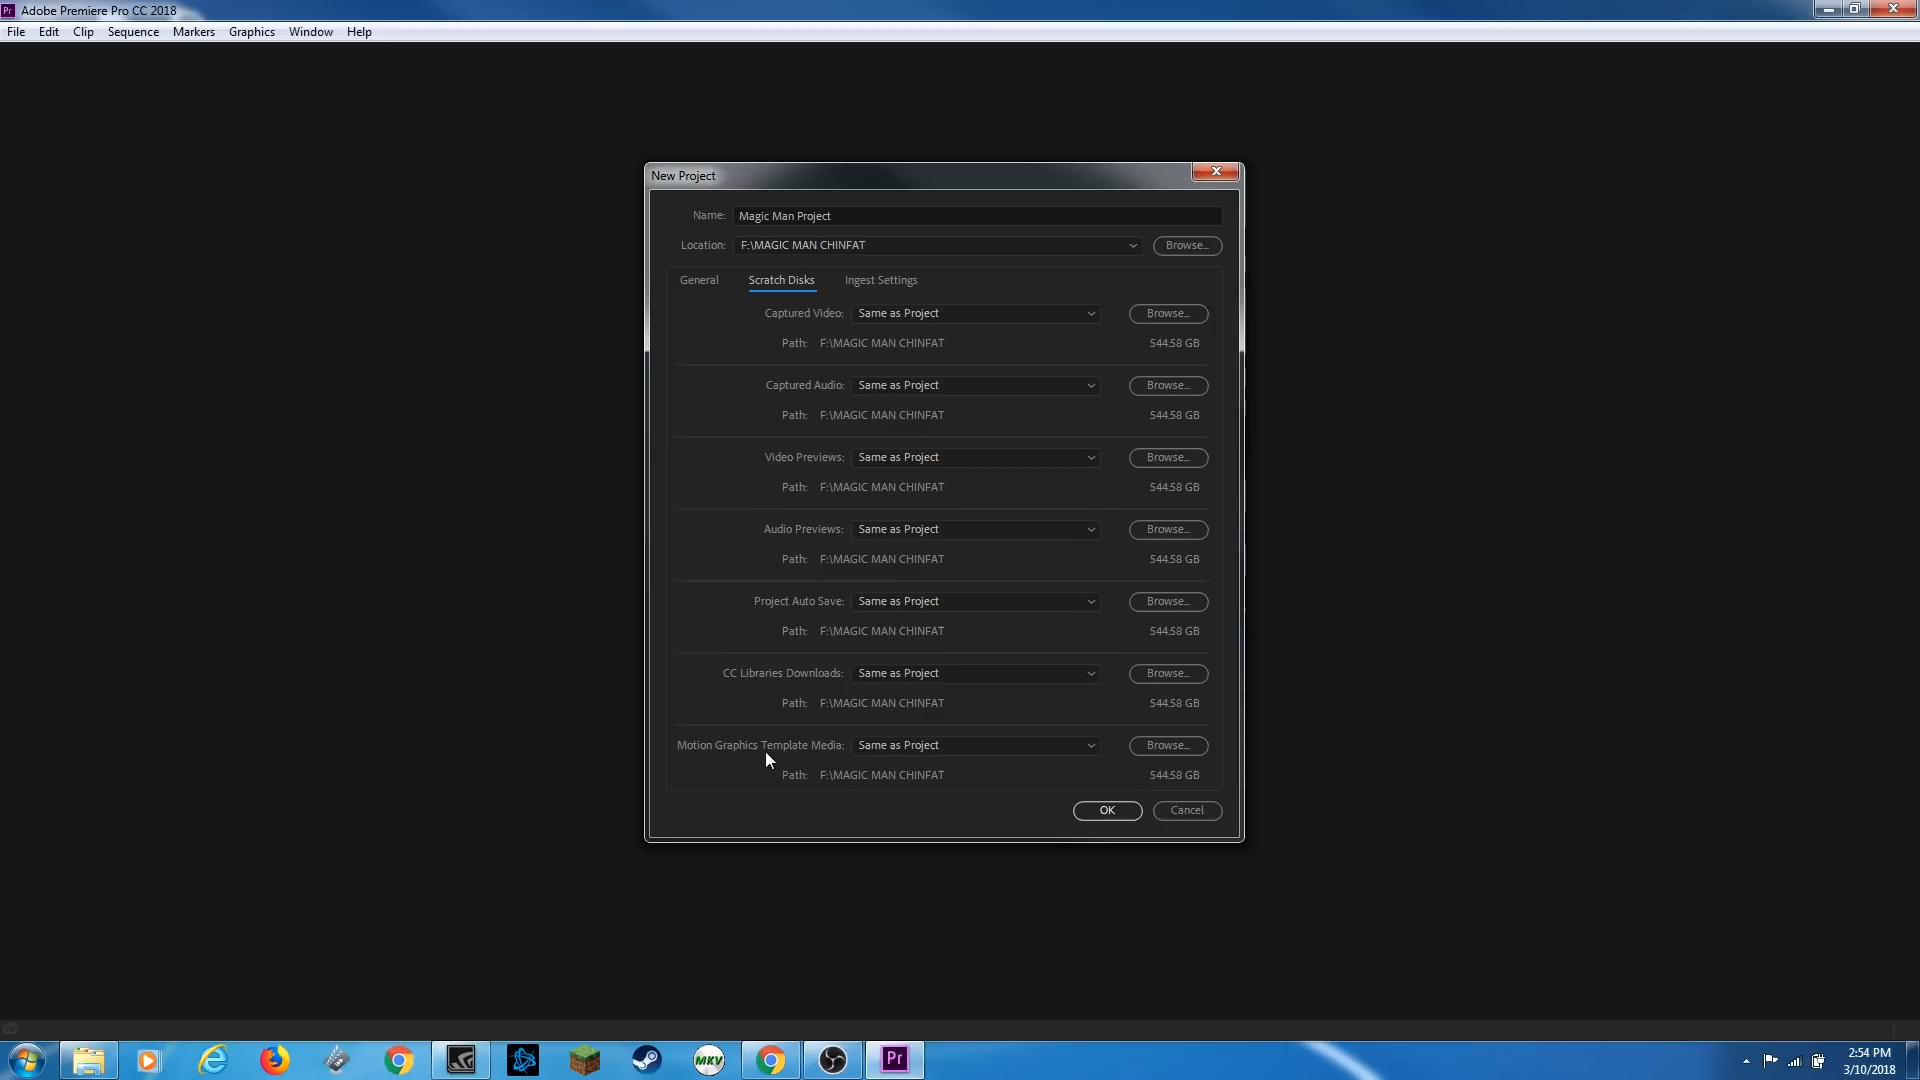 Adobe Premiere Pro CC 2018
File Edit Clip Sequence Markers Graphics Window Help
New Project
Name: Magic Man Project
Location: F:\MAGIC MAN CHINFAT Browse...
General Scratch Disks Ingest Settings
Captured Video: Same as Project Browse...
Path: F:\MAGIC MAN CHINFAT 544.58 GB
Captured Audio: Same as Project Browse...
Path: F:\MAGIC MAN CHINFAT 544.58 GB
Video Previews: Same as Project Browse...
Path: F:\MAGIC MAN CHINFAT 544.58 GB
Audio Previews: Same as Project Browse...
Path: F:\MAGIC MAN CHINFAT 544.58 GB
Project Auto Save: Same as Project Browse...
Path: F:\MAGIC MAN CHINFAT 544.58 GB
CC Libraries Downloads: Same as Project Browse...
Path: F:\MAGIC MAN CHINFAT 544.58 GB
Motion Graphics Template Media: Same as Project Browse...
Path: F:\MAGIC MAN CHINFAT 544.58 GB
OK Cancel
MKV
Pr
2:54 PM
3/10/2018